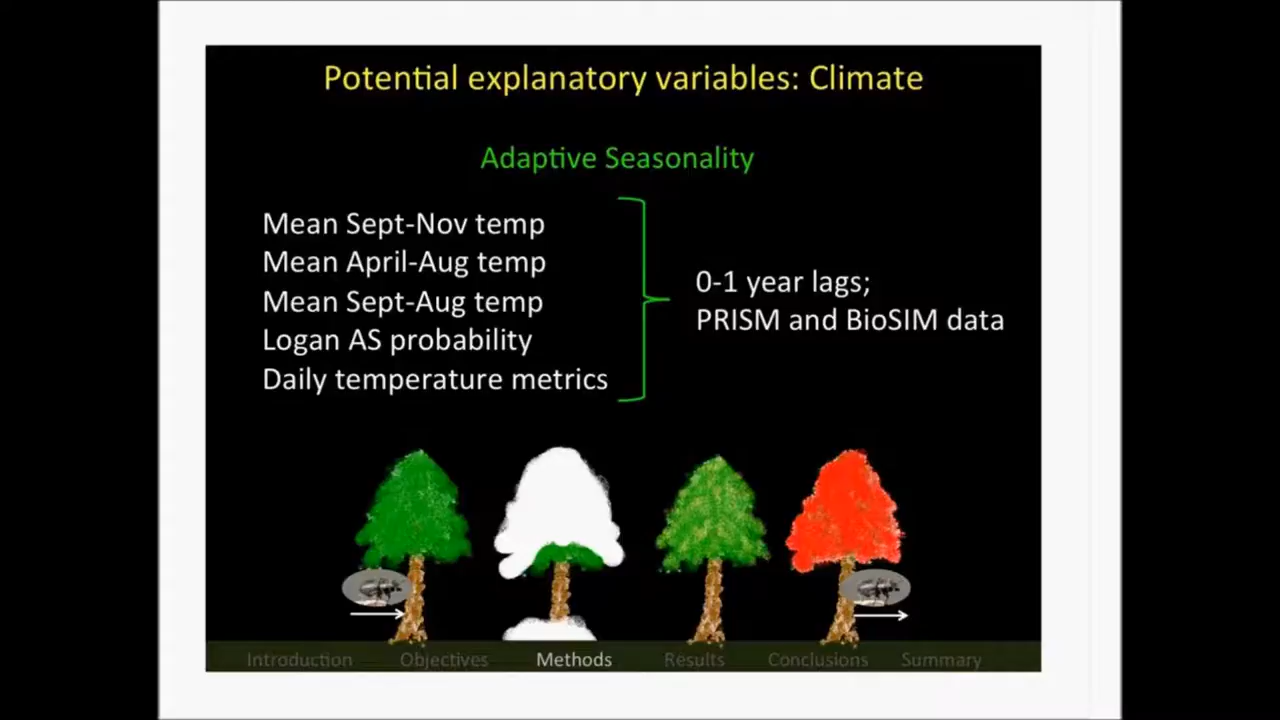 Potential explanatory variables: Climate
Adaptive Seasonality
Mean Sept-Nov temp
Mean April-Aug temp
Mean Sept-Aug temp
Logan AS probability
Daily temperature metrics
0-1 year lags;
PRISM and BioSIM data
Introduction Objectives Methods Results Conclusions Summary